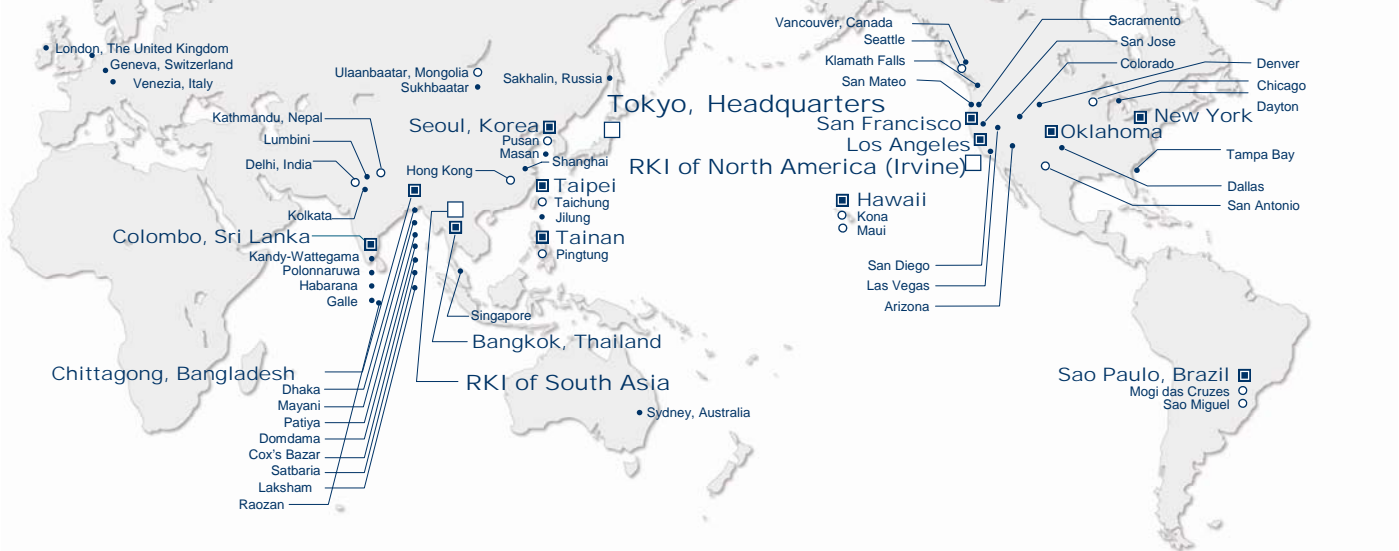 London, The United Kingdom
Geneva, Switzerland
Venezia, Italy
Ulaanbaatar, Mongolia
Sukhbaatar
Sakhalin, Russia
Tokyo, Headquarters
Kathmandu, Nepal
Lumbini
Delhi, India
Kolkata
Seoul, Korea
Pusan
Masan
Shanghai
Hong Kong
Taipei
Taichung
Jilung
Tainan
Pingtung
Colombo, Sri Lanka
Kandy-Wattegama
Polonnaruwa
Habarana
Galle
Singapore
Bangkok, Thailand
RKI of South Asia
Chittagong, Bangladesh
Dhaka
Mayani
Patiya
Domdama
Cox's Bazar
Satbaria
Laksham
Raozan
Sydney, Australia
Vancouver, Canada
Seattle
Klamath Falls
San Mateo
San Francisco
Los Angeles
RKI of North America (Irvine)
Sacramento
San Jose
Colorado
Denver
Chicago
Dayton
New York
Oklahoma
Tampa Bay
Dallas
San Antonio
Hawaii
Kona
Maui
San Diego
Las Vegas
Arizona
Sao Paulo, Brazil
Mogi das Cruzes
Sao Miguel